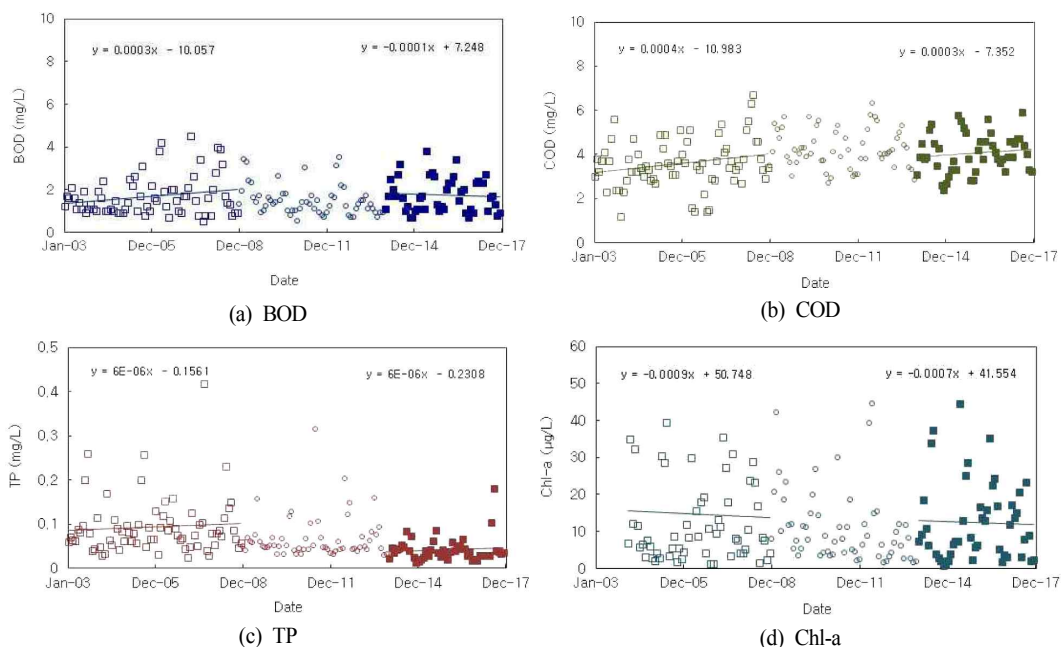 10
8
6
4
2
0
BOD (mg/L)
y = 0.0003x - 10.057
y = -0.0001x + 7.248
Jan-03 Dec-05 Dec-08 Dec-11 Dec-14 Dec-17
Date
(a) BOD
10
8
6
4
2
0
COD (mg/L)
y = 0.0004x - 10.983
y = 0.0003x - 7.352
Jan-03 Dec-05 Dec-08 Dec-11 Dec-14 Dec-17
Date
(b) COD
0.5
0.4
0.3
0.2
0.1
0
TP (mg/L)
y = 6E-06x - 0.1561
y = 6E-06x - 0.2308
Jan-03 Dec-05 Dec-08 Dec-11 Dec-14 Dec-17
Date
(c) TP
60
50
40
30
20
10
0
Chl-a (μg/L)
y = -0.0009x + 50.748
y = -0.0007x + 41.554
Jan-03 Dec-05 Dec-08 Dec-11 Dec-14 Dec-17
Date
(d) Chl-a